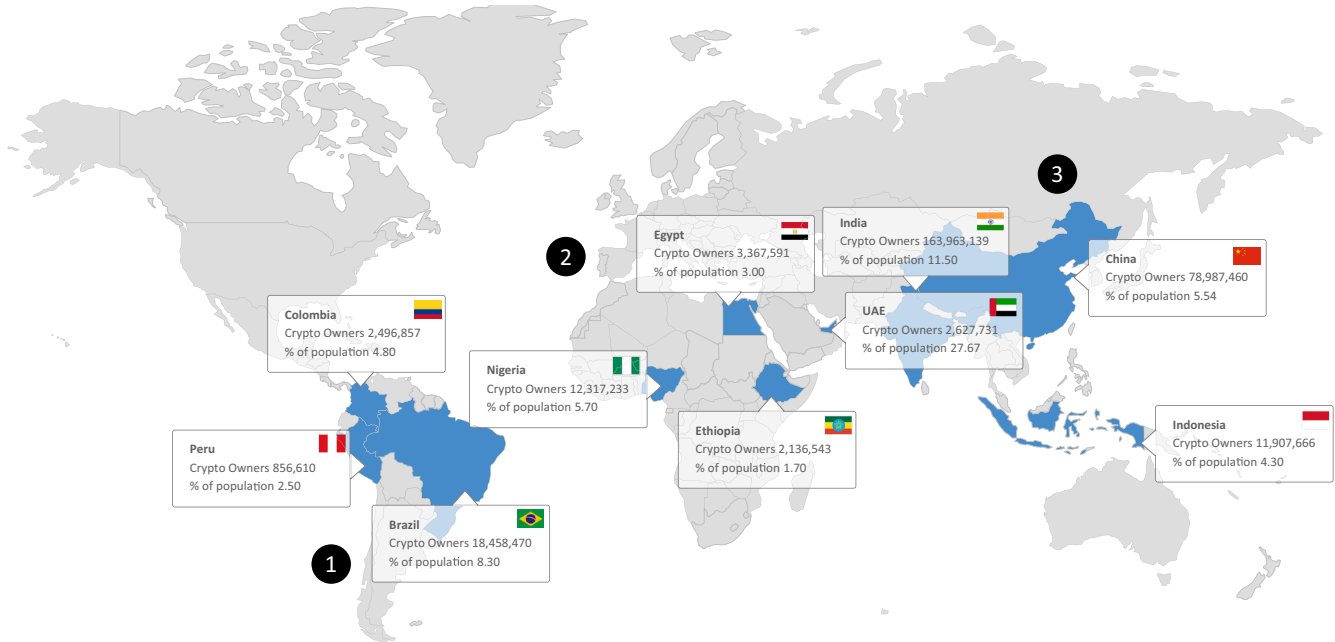 3
India
Crypto Owners 163,963,139
% of population 11.50
Egypt
Crypto Owners 3,367,591
% of population 3.00
2
China
Crypto Owners 78,987,460
% of population 5.54
Colombia
Crypto Owners 2,496,857
% of population 4.80
UAE
Crypto Owners 2,627,731
% of population 27.67
Nigeria
Crypto Owners 12,317,233
% of population 5.70
Ethiopia
Crypto Owners 2,136,543
% of population 1.70
Indonesia
Crypto Owners 11,907,666
% of population 4.30
Peru
Crypto Owners 856,610
% of population 2.50
Brazil
Crypto Owners 18,458,470
% of population 8.30
1